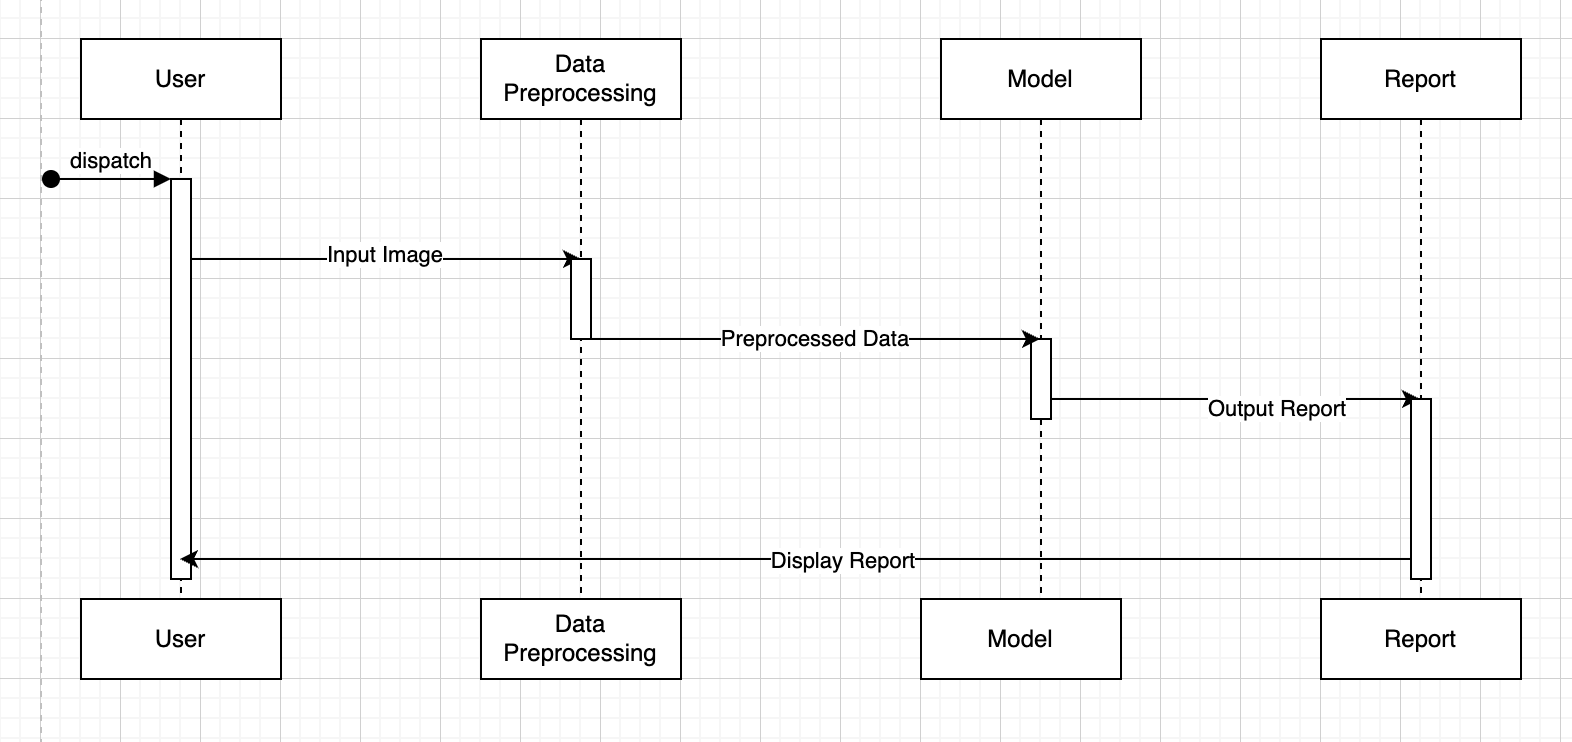 User
Data
Preprocessing
Model
Report
dispatch
Input Image
Preprocessed Data
Output Report
Display Report
User
Data
Preprocessing
Model
Report